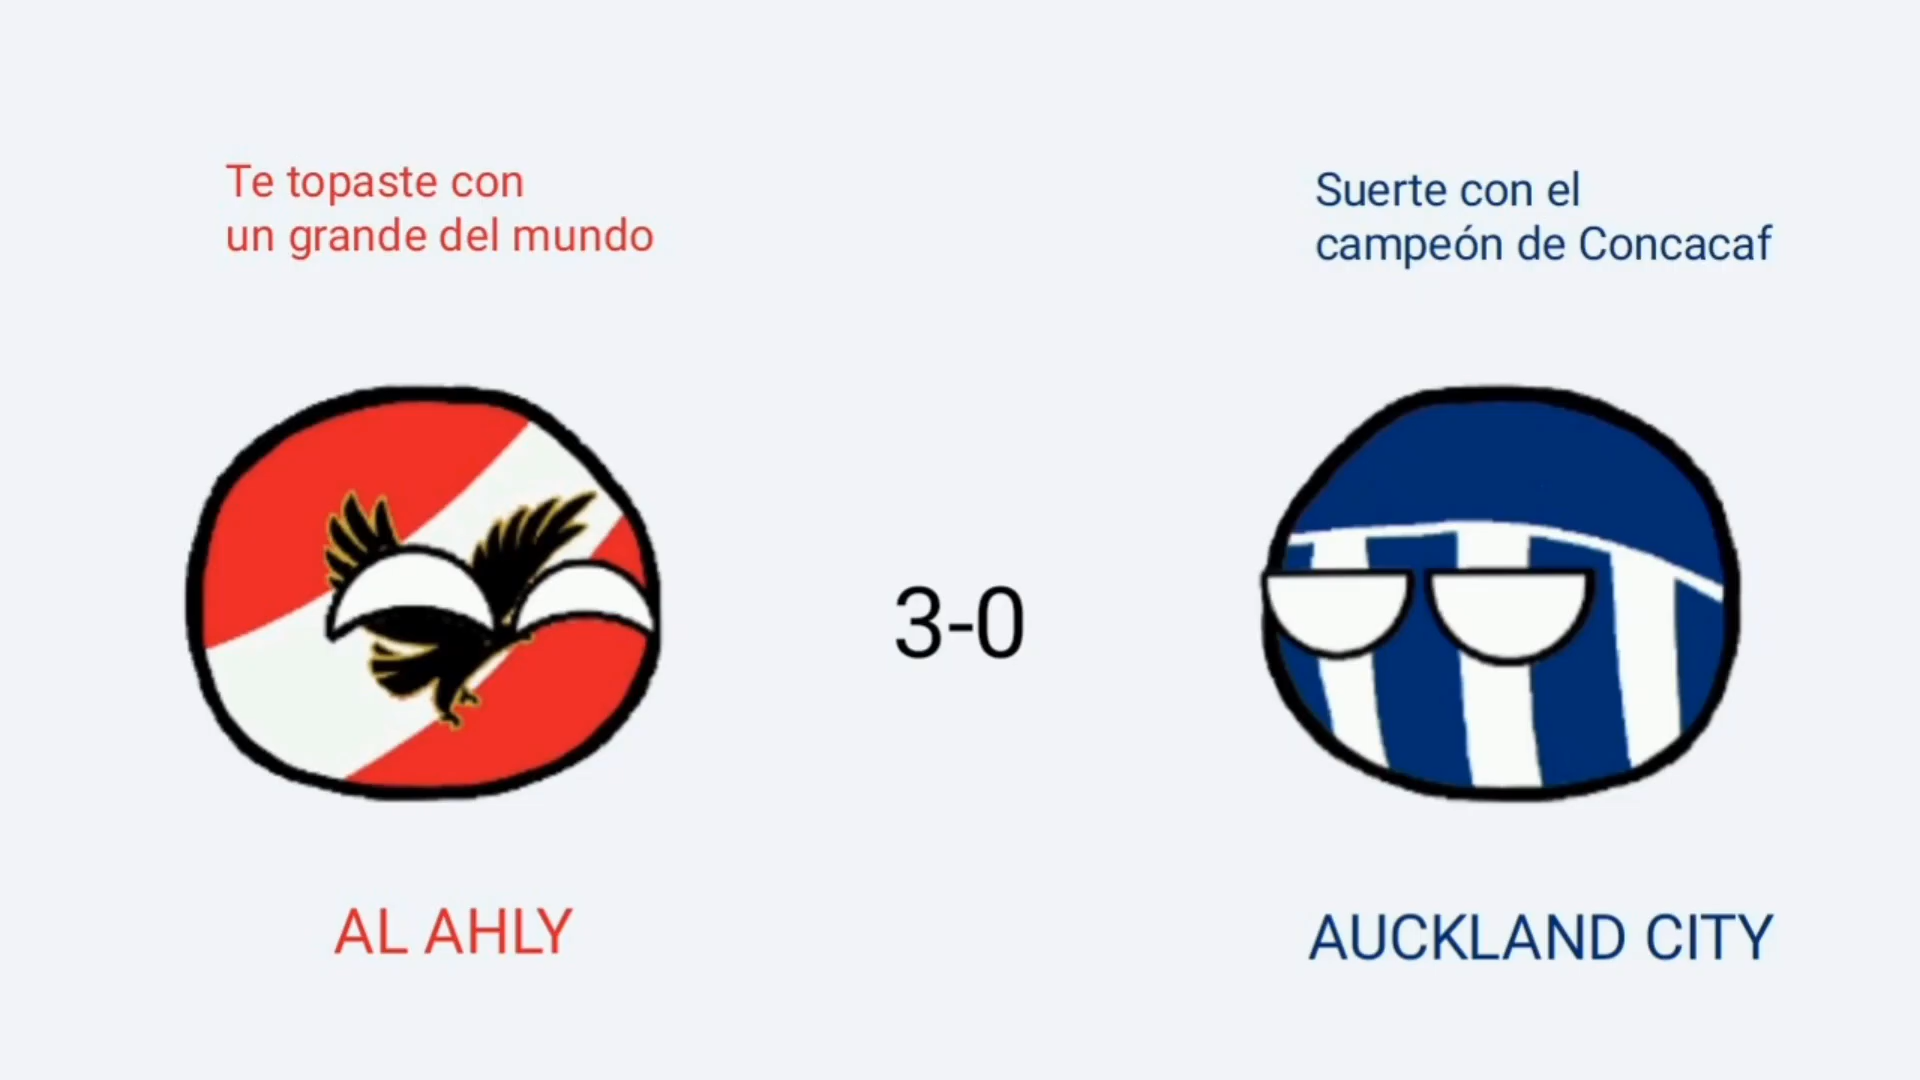 Te topaste con
un grande del mundo
Suerte con el
campeón de Concacaf
3-0
AL AHLY
AUCKLAND CITY